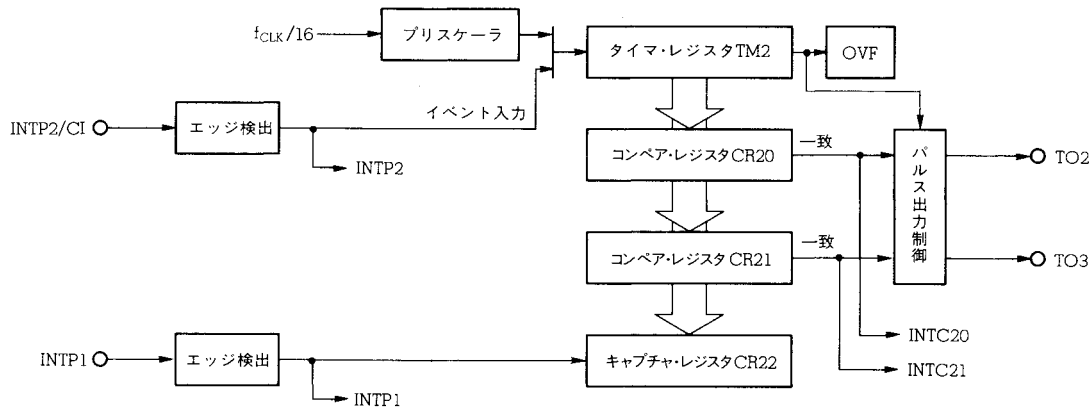 fCLK/16
プリスケーラ
タイマ・レジスタTM2
OVF
イベント入力
INTP2/CI
エッジ検出
INTP2
コンペア・レジスタCR20
一致
パルス出力制御
TO2
コンペア・レジスタCR21
一致
TO3
INTC20
INTP1
エッジ検出
キャプチャ・レジスタCR22
INTC21
INTP1